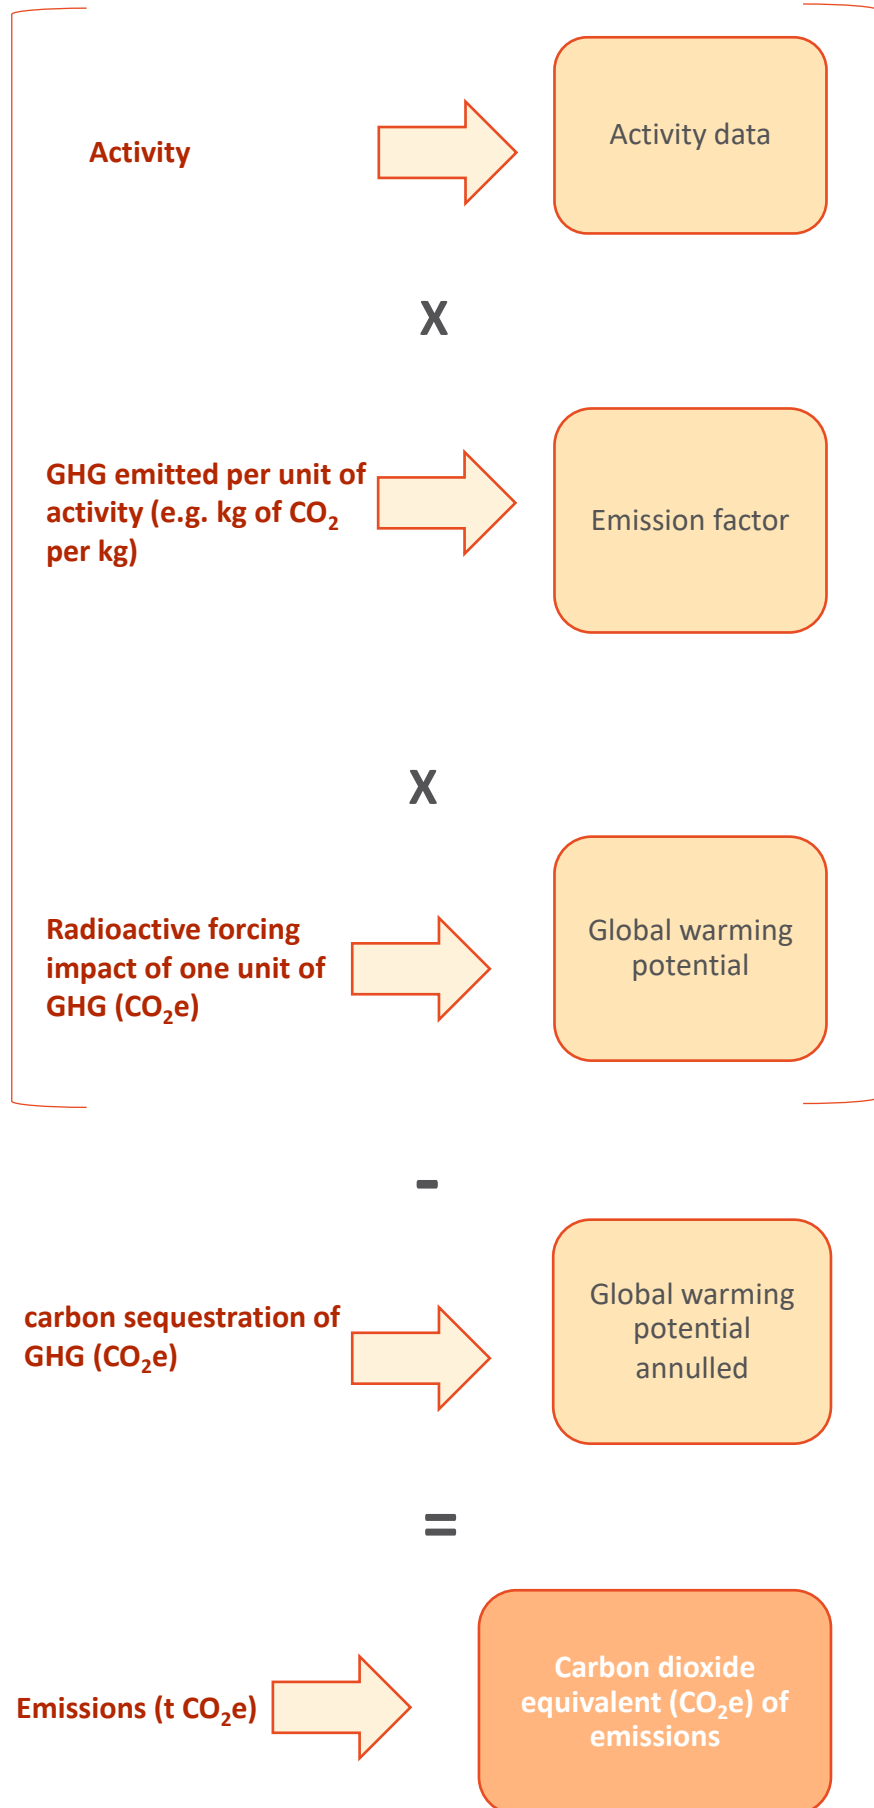 Activity
Activity data
X
GHG emitted per unit of
activity (e.g. kg of CO₂
per kg)
Emission factor
X
Radioactive forcing
impact of one unit of
GHG (CO₂e)
Global warming
potential
-
carbon sequestration of
GHG (CO₂e)
Global warming
potential
annulled
=
Emissions (t CO₂e)
Carbon dioxide
equivalent (CO₂e) of
emissions